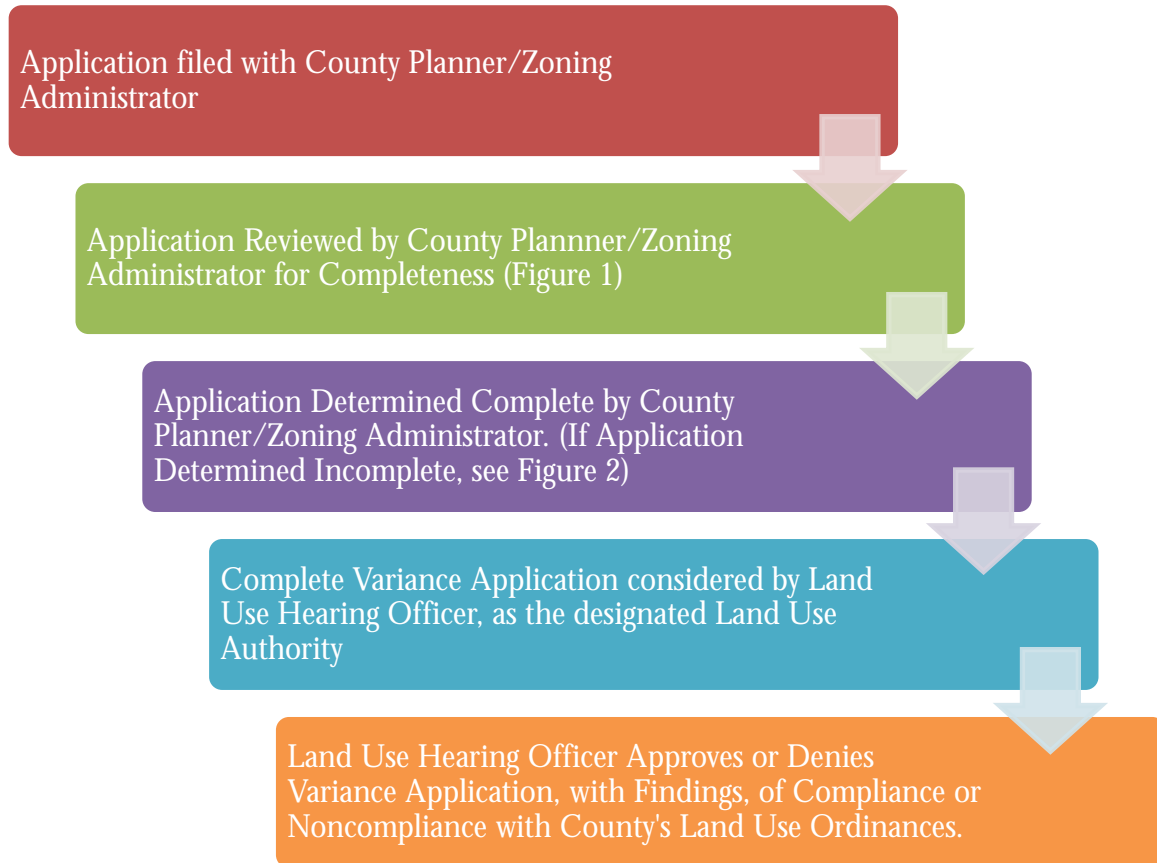 Application filed with County Planner/Zoning
Administrator
Application Reviewed by County Plannner/Zoning
Administrator for Completeness (Figure 1)
Application Determined Complete by County
Planner/Zoning Administrator. (If Application
Determined Incomplete, see Figure 2)
Complete Variance Application considered by Land
Use Hearing Officer, as the designated Land Use
Authority
Land Use Hearing Officer Approves or Denies
Variance Application, with Findings, of Compliance or
Noncompliance with County's Land Use Ordinances.